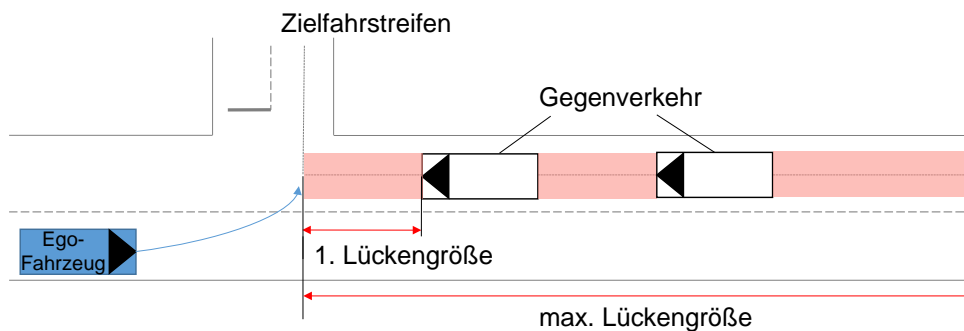 Zielfahrstreifen
Gegenverkehr
Ego-
Fahrzeug
1. Lückengröße
max. Lückengröße